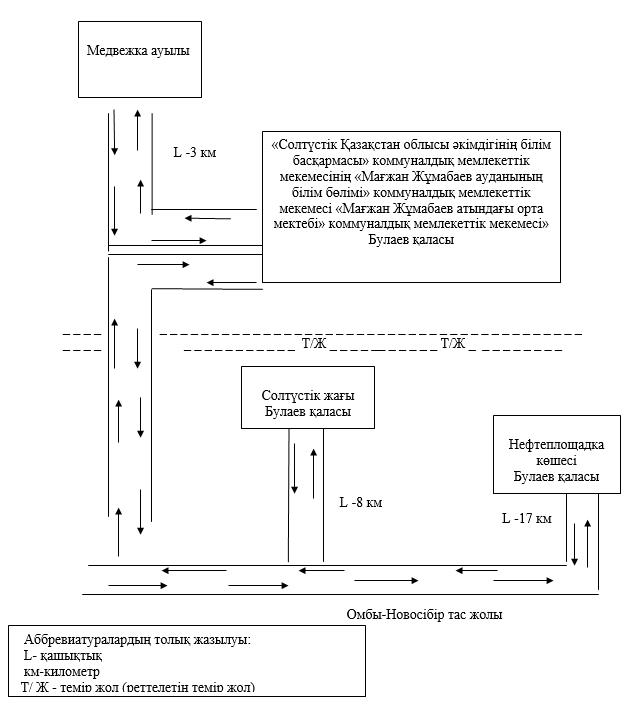 Медвежка ауылы
L -3 км
«Солтүстік Қазақстан облысы әкімдігінің білім
басқармасы» коммуналдық мемлекеттік
мекемесінің «Мағжан Жұмабаев ауданының
білім бөлімі» коммуналдық мемлекеттік
мекемесі «Мағжан Жұмабаев атындағы орта
мектебі» коммуналдық мемлекеттік мекемесі»
Булаев қаласы
Т/Ж Т/Ж
Солтүстік жағы
Булаев қаласы
Нефтеплощадка
көшесі
Булаев қаласы
L -8 км
L -17 км
Омбы-Новосібір тас жолы
Аббревиатуралардың толық жазылуы:
L- қашықтық
км-километр
Т/ Ж - темір жол (реттелетін темір жол)